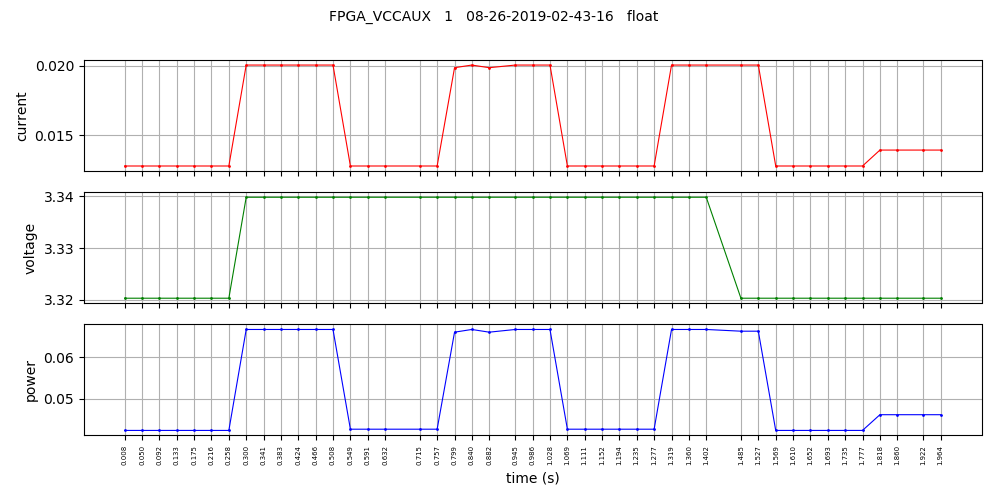 FPGA_VCCAUX 1 08-26-2019-02-43-16 float
0.020
current
0.015
3.34
voltage
3.33
3.32
0.06
power
0.05
0.008 0.050 0.092 0.133 0.175 0.216 0.258 0.300 0.341 0.383 0.424 0.466 0.508 0.549 0.591 0.632 0.715 0.757 0.799 0.840 0.882 0.945 0.986 1.028 1.069 1.111 1.152 1.194 1.235 1.277 1.319 1.360 1.402 1.485 1.527 1.569 1.610 1.652 1.693 1.735 1.777 1.818 1.860 1.922 1.964
time (s)